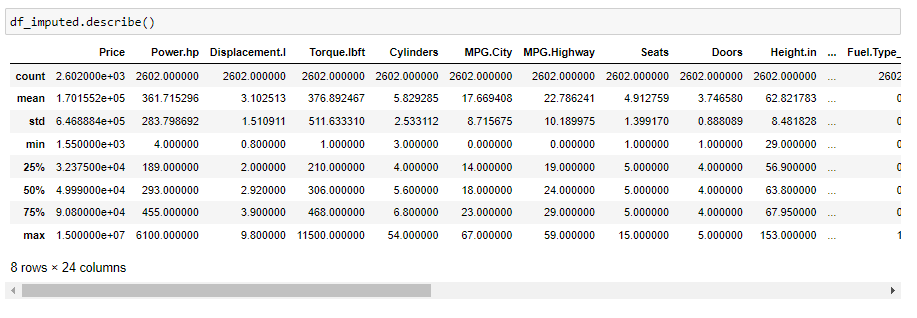 df_imputed.describe()
Price Power.hp Displacement.l Torque.lbft Cylinders MPG.City MPG.Highway Seats Doors Height.in ... Fuel.Type_
count 2.602000e+03 2602.000000 2602.000000 2602.000000 2602.000000 2602.000000 2602.000000 2602.000000 2602.000000 2602.000000 ... 2602
mean 1.701552e+05 361.715296 3.102513 376.892467 5.829285 17.669408 22.786241 4.912759 3.746580 62.821783 ... 0
std 6.468884e+05 283.798692 1.510911 511.633310 2.533112 8.715675 10.189975 1.399170 0.888089 8.481828 ... 0
min 1.550000e+03 4.000000 0.800000 1.000000 3.000000 0.000000 0.000000 1.000000 1.000000 29.000000 ... 0
25% 3.237500e+04 189.000000 2.000000 210.000000 4.000000 14.000000 19.000000 5.000000 4.000000 56.900000 ... 0
50% 4.999000e+04 293.000000 2.920000 306.000000 5.600000 18.000000 24.000000 5.000000 4.000000 63.800000 ... 0
75% 9.080000e+04 455.000000 3.900000 468.000000 6.800000 23.000000 29.000000 5.000000 4.000000 67.950000 ... 0
max 1.500000e+07 6100.000000 9.800000 11500.000000 54.000000 67.000000 59.000000 15.000000 5.000000 153.000000 ... 1
8 rows × 24 columns